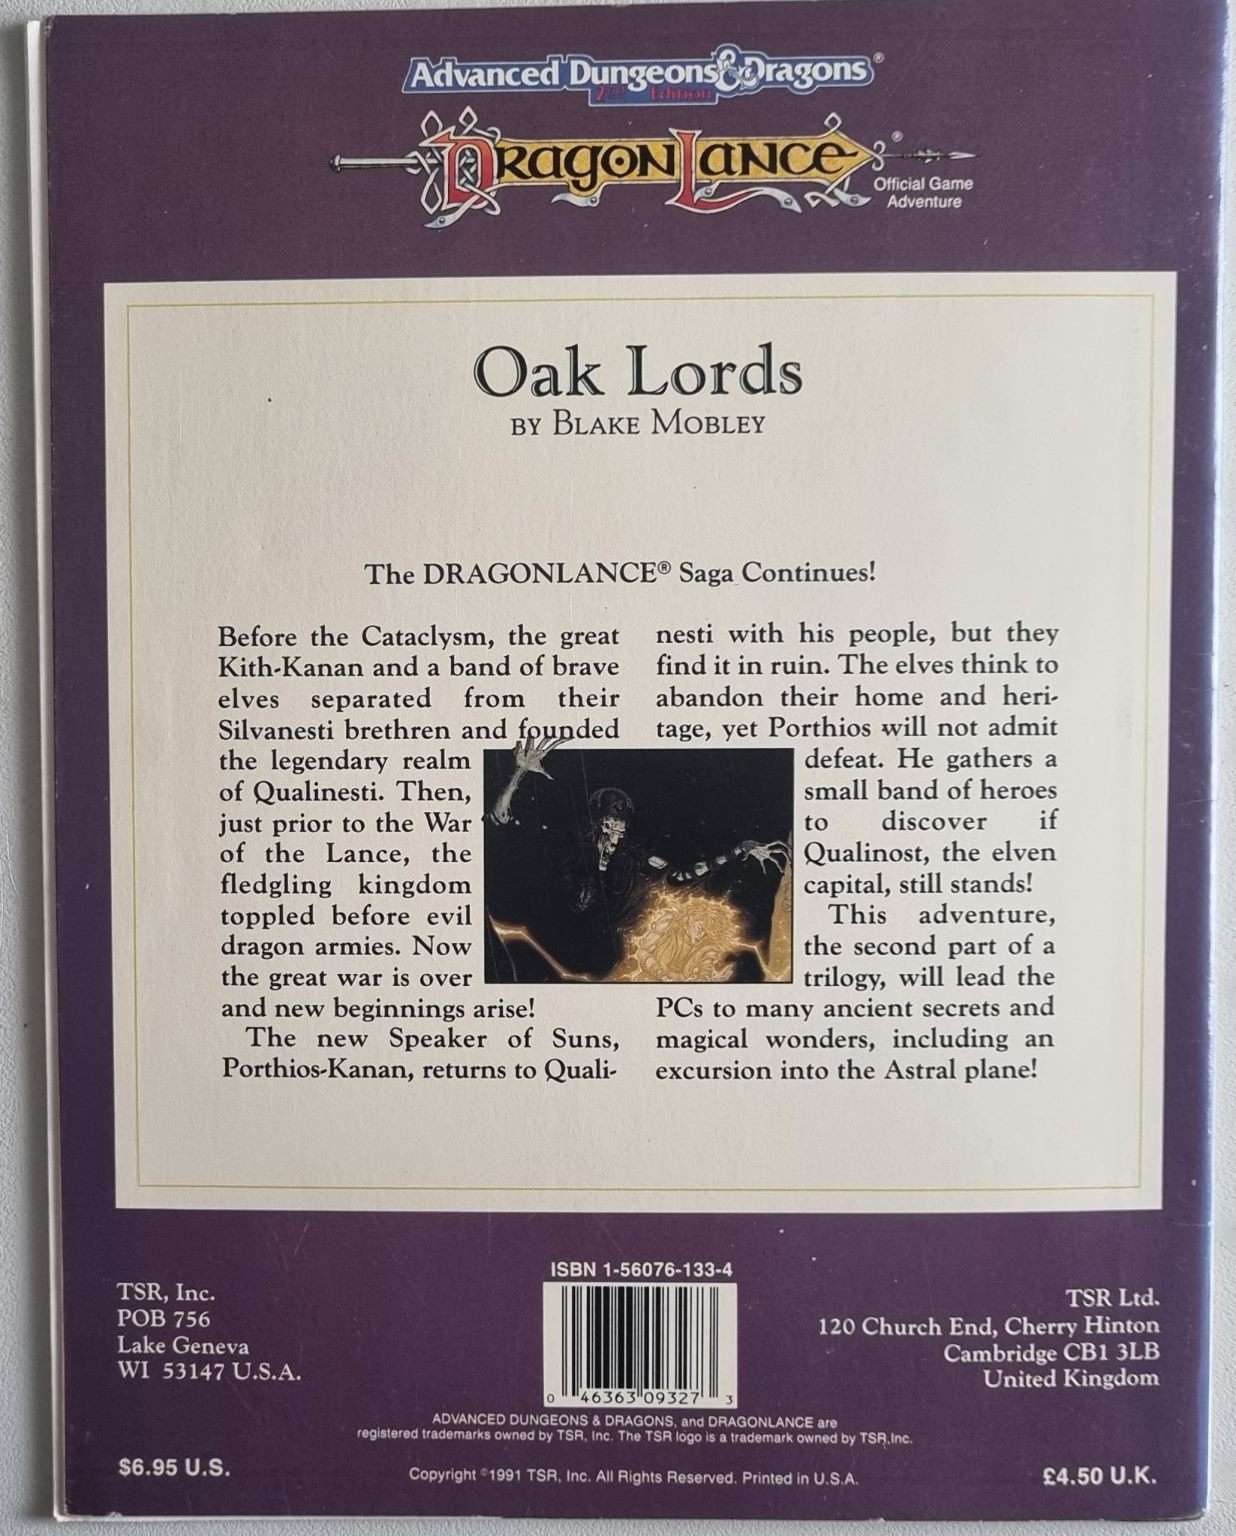 Advanced Dungeons & Dragons®
2nd Edition
DRAGONLANCE®
Official Game
Adventure
Oak Lords
BY BLAKE MOBLEY
The DRAGONLANCE® Saga Continues!
Before the Cataclysm, the great
Kith-Kanan and a band of brave
elves separated from their
Silvanesti brethren and founded
the legendary realm
of Qualinesti. Then,
just prior to the War
of the Lance, the
fledgling kingdom
toppled before evil
dragon armies. Now
the great war is over
and new beginnings arise!
The new Speaker of Suns,
Porthios-Kanan, returns to Quali-
nesti with his people, but they
find it in ruin. The elves think to
abandon their home and heri-
tage, yet Porthios will not admit
defeat. He gathers a
small band of heroes
to discover if
Qualinost, the elven
capital, still stands!
This adventure,
the second part of a
trilogy, will lead the
PCs to many ancient secrets and
magical wonders, including an
excursion into the Astral plane!
TSR, Inc.
POB 756
Lake Geneva
WI 53147 U.S.A.
ISBN 1-56076-133-4
0 46363 09327 3
TSR Ltd.
120 Church End, Cherry Hinton
Cambridge CB1 3LB
United Kingdom
ADVANCED DUNGEONS & DRAGONS, and DRAGONLANCE are
registered trademarks owned by TSR, Inc. The TSR logo is a trademark owned by TSR,Inc.
$6.95 U.S.
Copyright ©1991 TSR, Inc. All Rights Reserved. Printed in U.S.A.
£4.50 U.K.